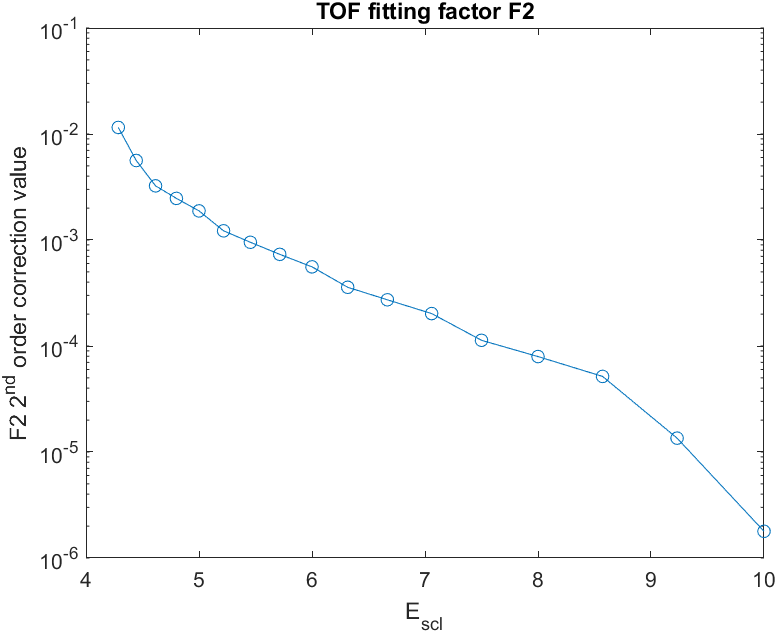 TOF fitting factor F2
F2 2nd order correction value
10-1
10-2
10-3
10-4
10-5
10-6
4 5 6 7 8 9 10
Escl